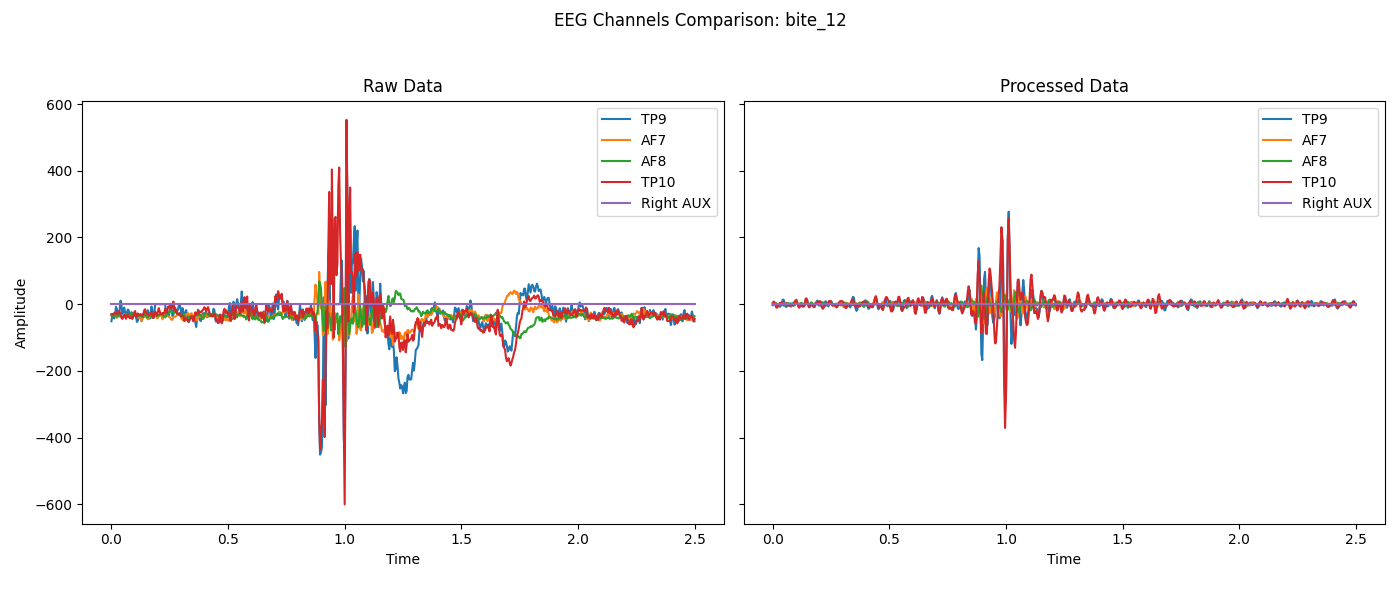 EEG Channels Comparison: bite_12
Raw Data
600
400
200
0
−200
−400
−600
Amplitude
0.0 0.5 1.0 1.5 2.0 2.5
Time
TP9
AF7
AF8
TP10
Right AUX
Processed Data
0.0 0.5 1.0 1.5 2.0 2.5
Time
TP9
AF7
AF8
TP10
Right AUX